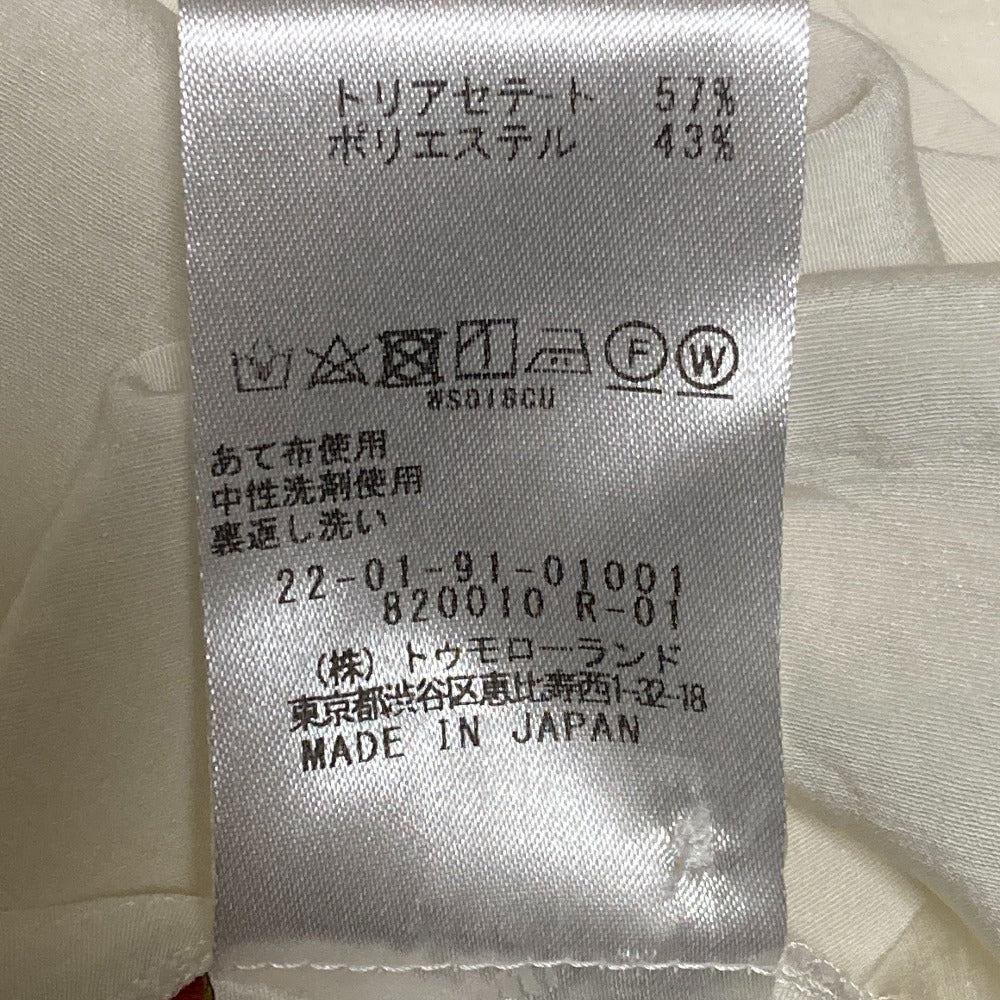 トリアセテート 57%
ポリエステル 43%
F W
WS018CU
あて布使用
中性洗剤使用
裏返し洗い
22-01-91-01001
820010 R-01
(株) トゥモローランド
東京都渋谷区恵比寿西1-32-18
MADE IN JAPAN